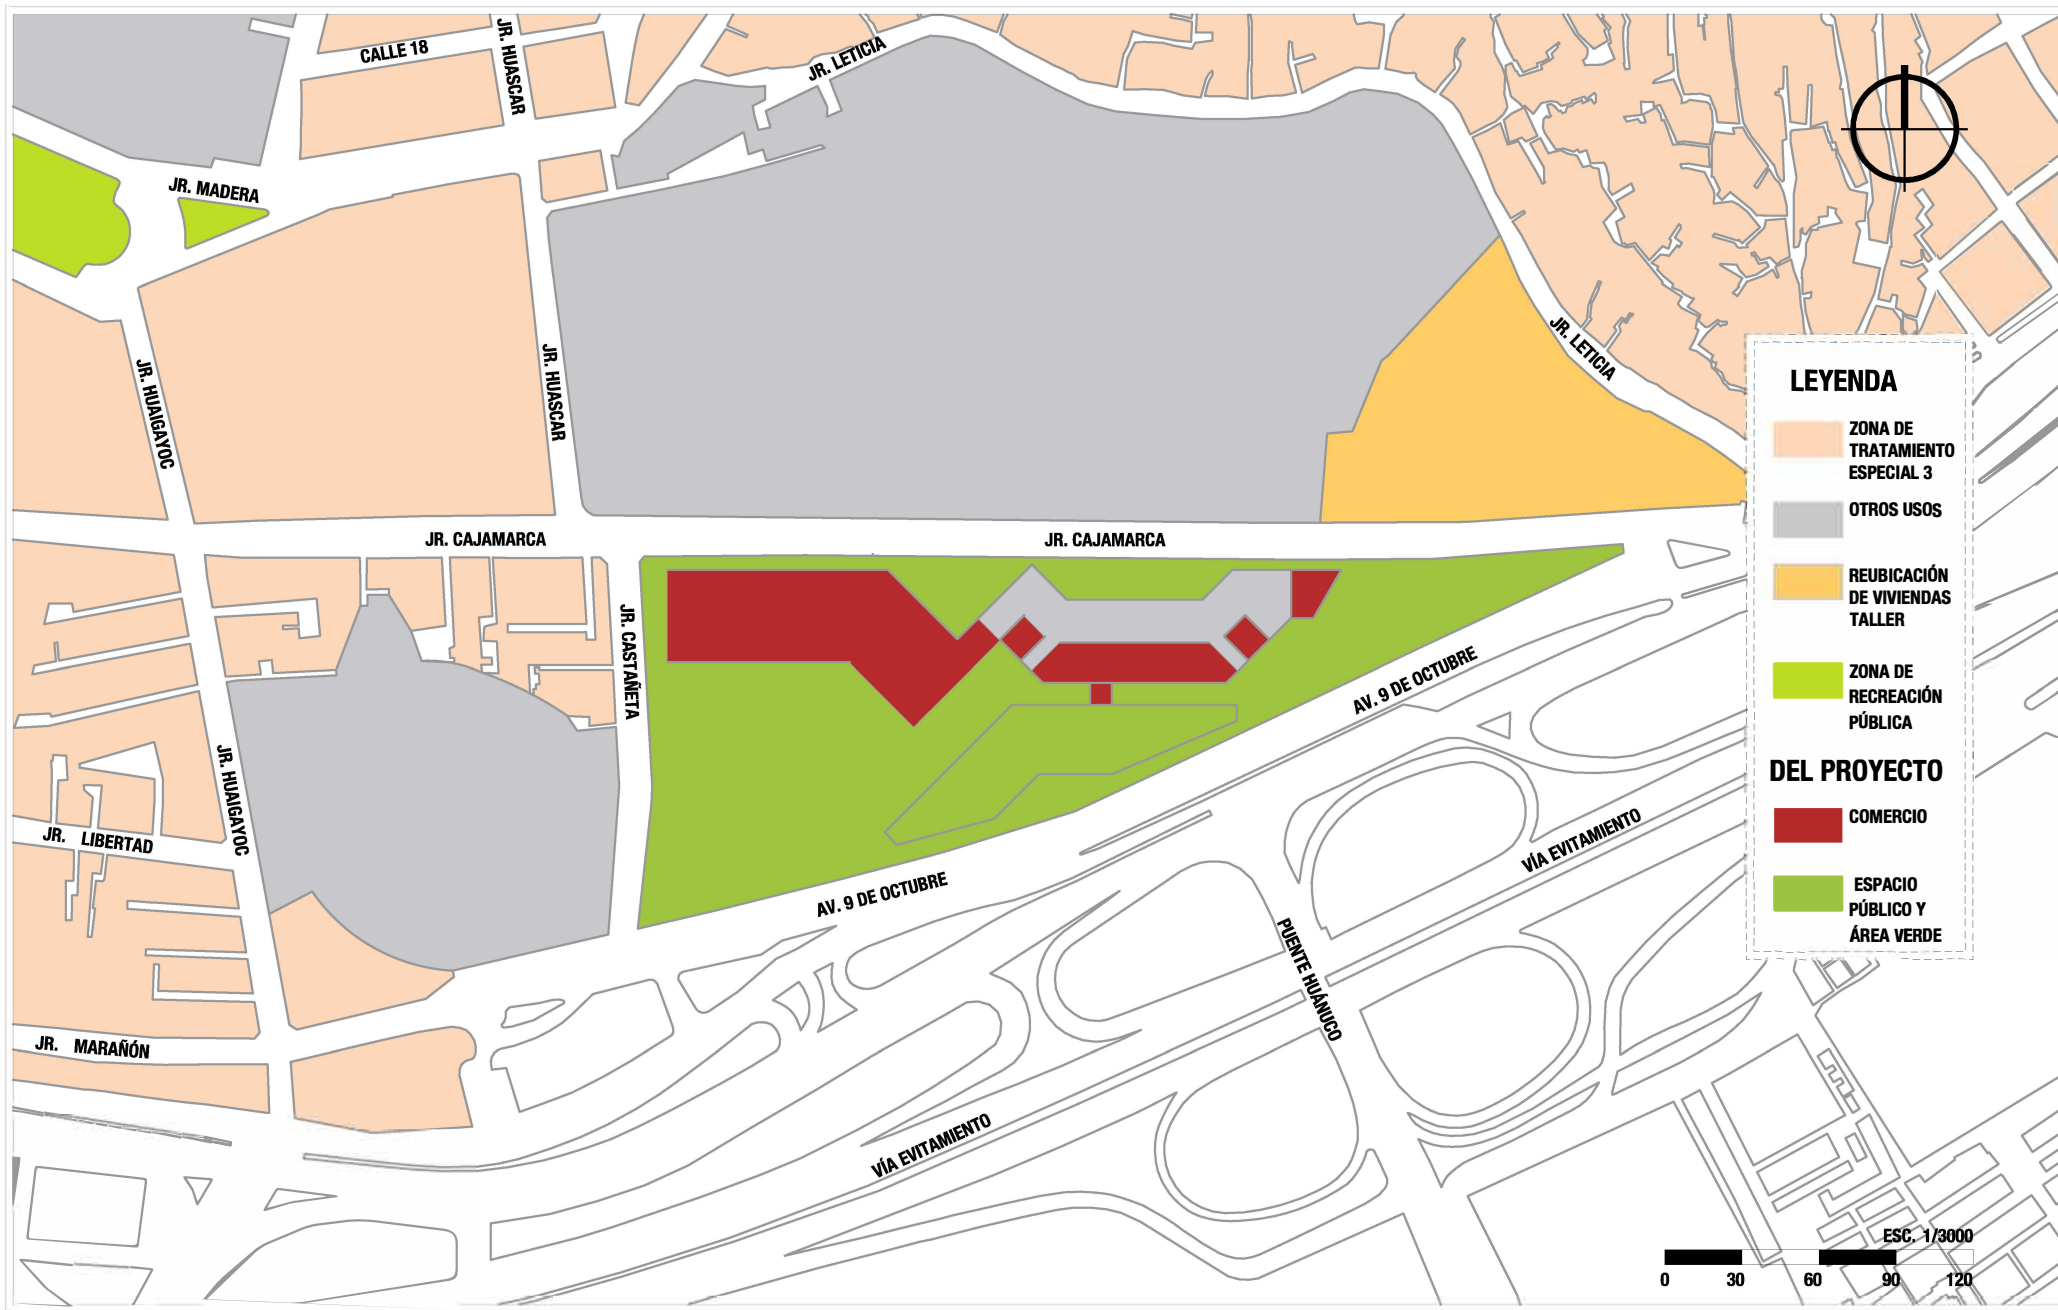 CALLE 18
JR. HUASCAR
JR. LETICIA
JR. MADERA
JR. HUAIGAYOC
JR. HUASCAR
JR. LETICIA
JR. CAJAMARCA
JR. CAJAMARCA
JR. CASTAÑETA
JR. HUAIGAYOC
JR. LIBERTAD
AV. 9 DE OCTUBRE
AV. 9 DE OCTUBRE
VÍA EVITAMIENTO
PUENTE HUÁNUCO
JR. MARAÑÓN
VÍA EVITAMIENTO
LEYENDA
ZONA DE
TRATAMIENTO
ESPECIAL 3
OTROS USOS
REUBICACIÓN
DE VIVIENDAS
TALLER
ZONA DE
RECREACIÓN
PÚBLICA
DEL PROYECTO
COMERCIO
ESPACIO
PÚBLICO Y
ÁREA VERDE
ESC. 1/3000
0 30 60 90 120